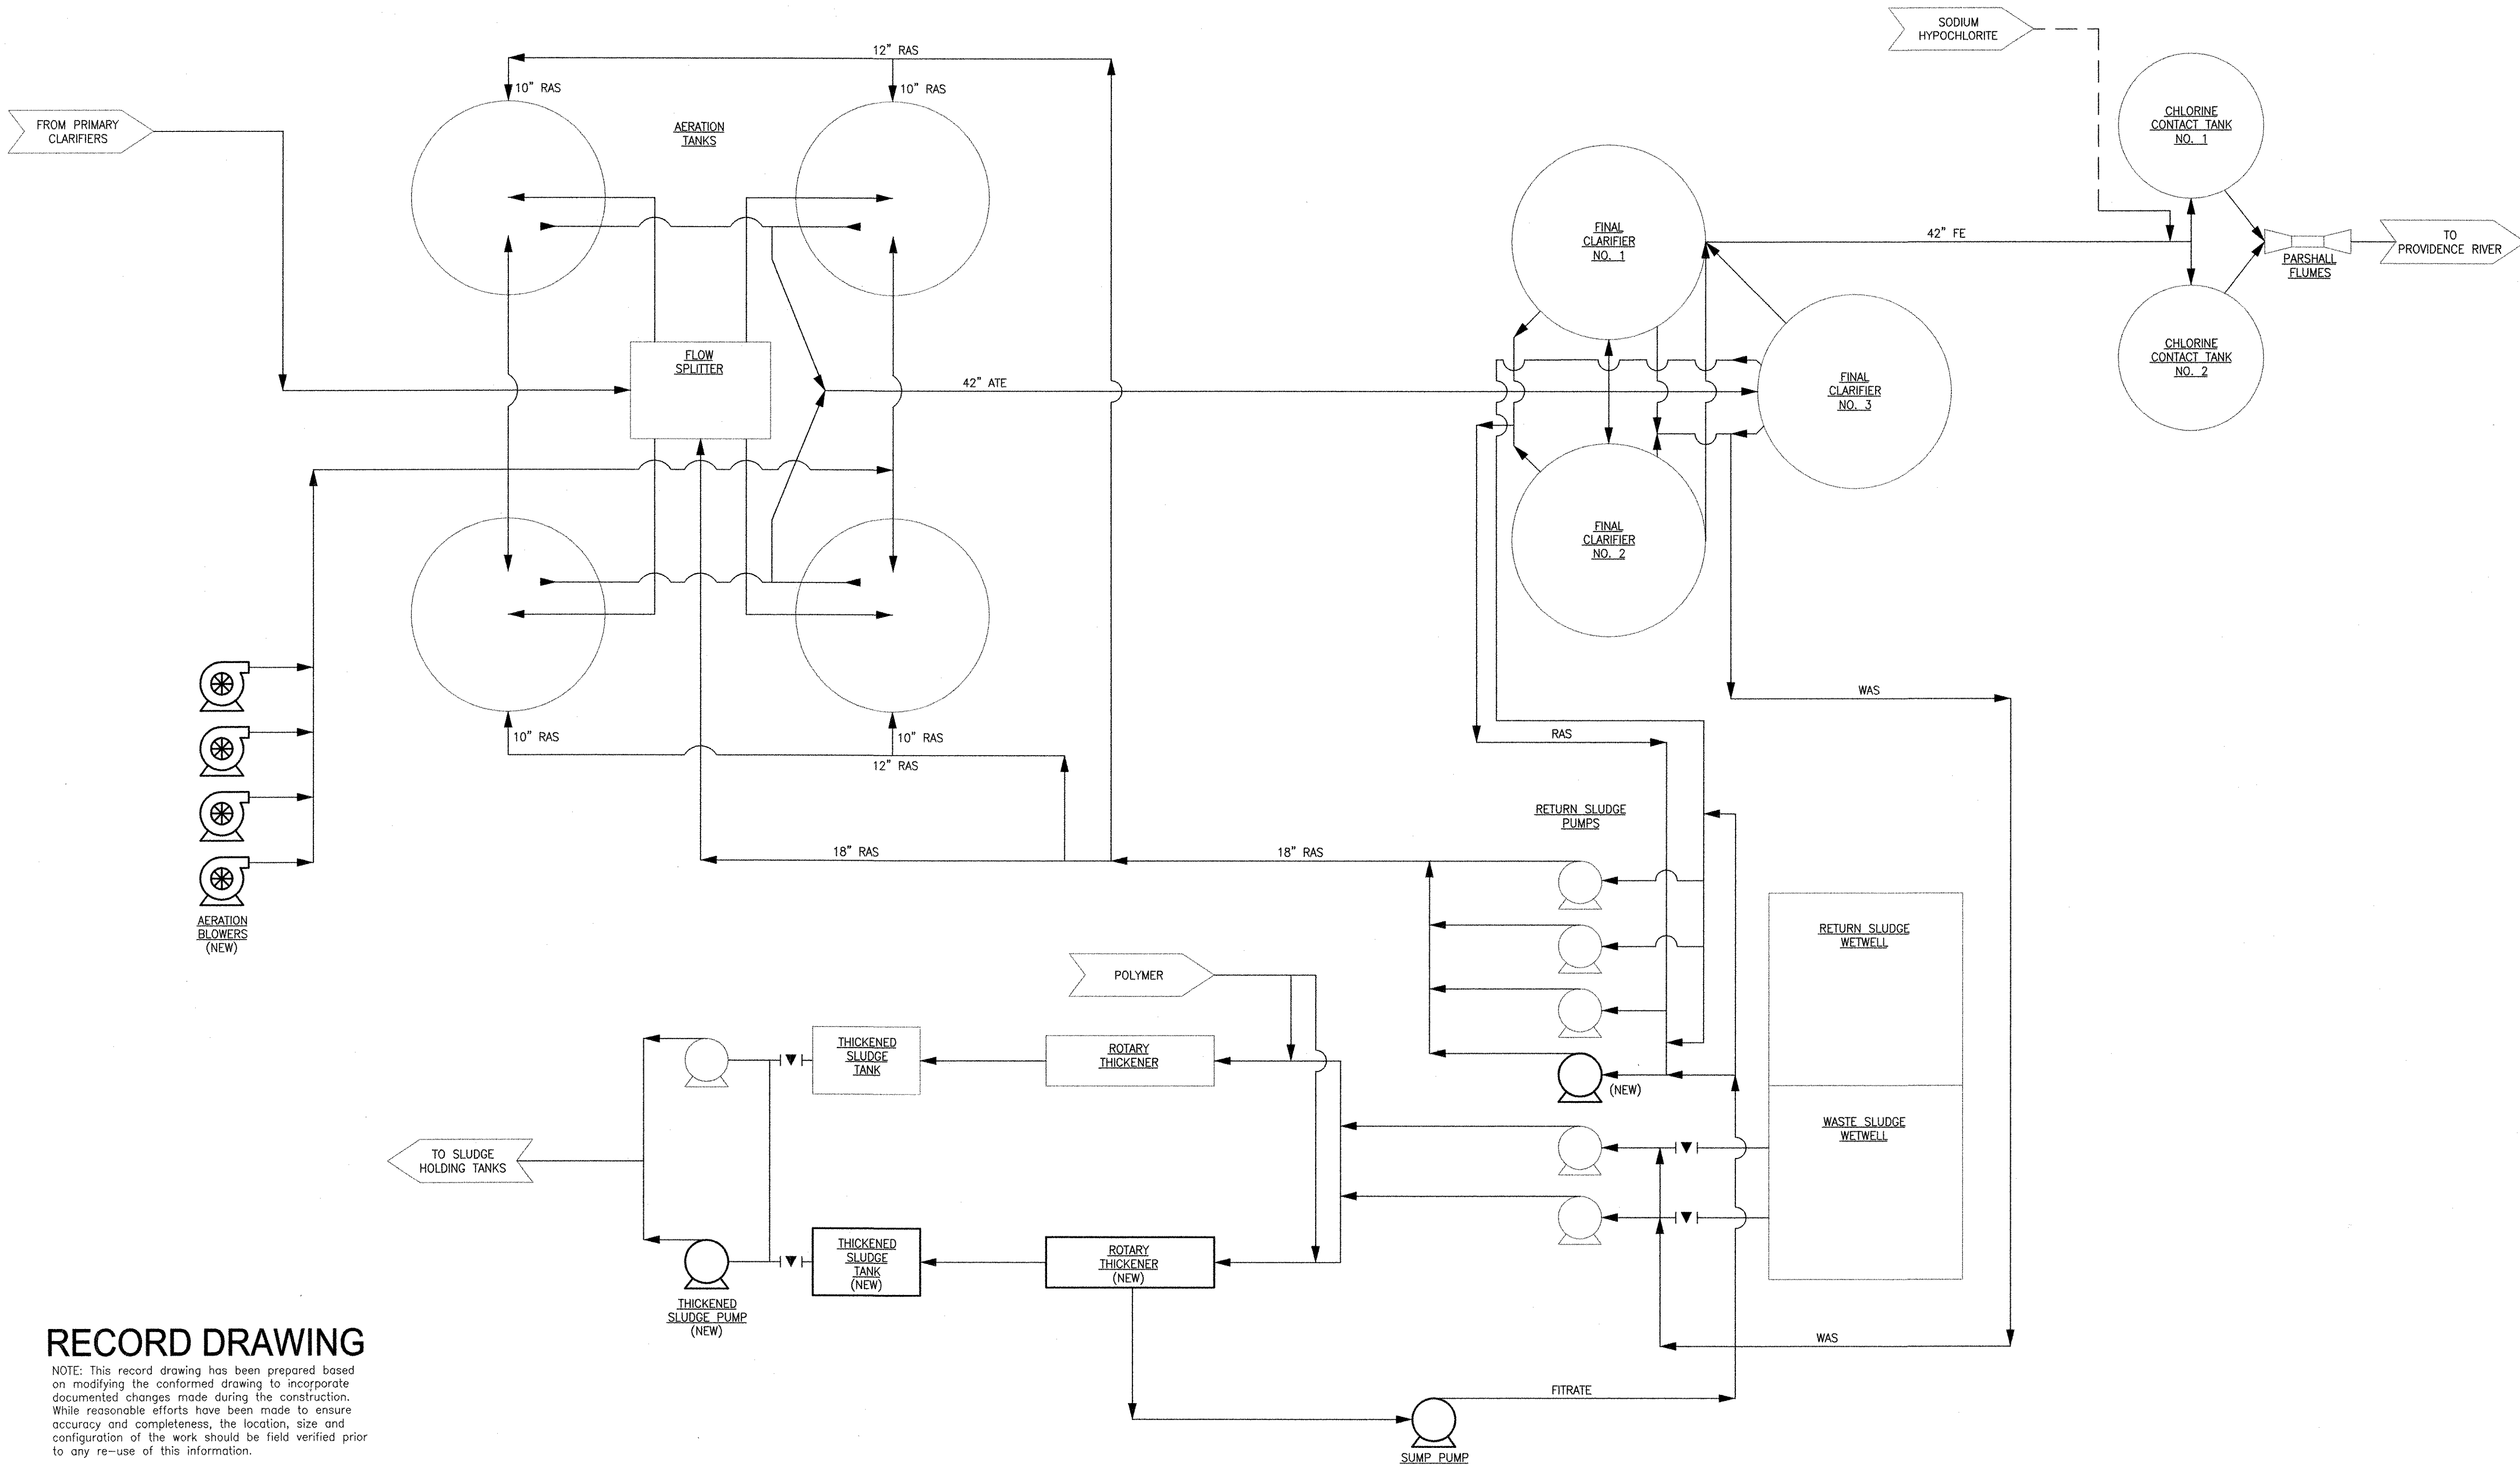 12" RAS
10" RAS
10" RAS
SODIUM
HYPOCHLORITE
FROM PRIMARY
CLARIFIERS
AERATION
TANKS
CHLORINE
CONTACT TANK
NO. 1
FINAL
CLARIFIER
NO. 1
42" FE
TO
PROVIDENCE RIVER
PARSHALL
FLUMES
FLOW
SPLITTER
42" ATE
FINAL
CLARIFIER
NO. 3
CHLORINE
CONTACT TANK
NO. 2
FINAL
CLARIFIER
NO. 2
WAS
10" RAS
10" RAS
12" RAS
RAS
RETURN SLUDGE
PUMPS
18" RAS
18" RAS
AERATION
BLOWERS
(NEW)
RETURN SLUDGE
WETWELL
POLYMER
THICKENED
SLUDGE
TANK
ROTARY
THICKENER
(NEW)
WASTE SLUDGE
WETWELL
TO SLUDGE
HOLDING TANKS
THICKENED
SLUDGE
TANK
(NEW)
ROTARY
THICKENER
(NEW)
THICKENED
SLUDGE PUMP
(NEW)
WAS
FITRATE
SUMP PUMP
RECORD DRAWING
NOTE: This record drawing has been prepared based
on modifying the conformed drawing to incorporate
documented changes made during the construction.
While reasonable efforts have been made to ensure
accuracy and completeness, the location, size and
configuration of the work should be field verified prior
to any re-use of this information.